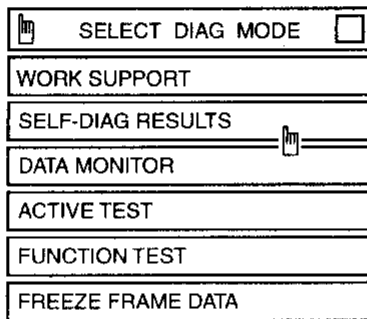 SELECT DIAG MODE
WORK SUPPORT
SELF-DIAG RESULTS
DATA MONITOR
ACTIVE TEST
FUNCTION TEST
FREEZE FRAME DATA